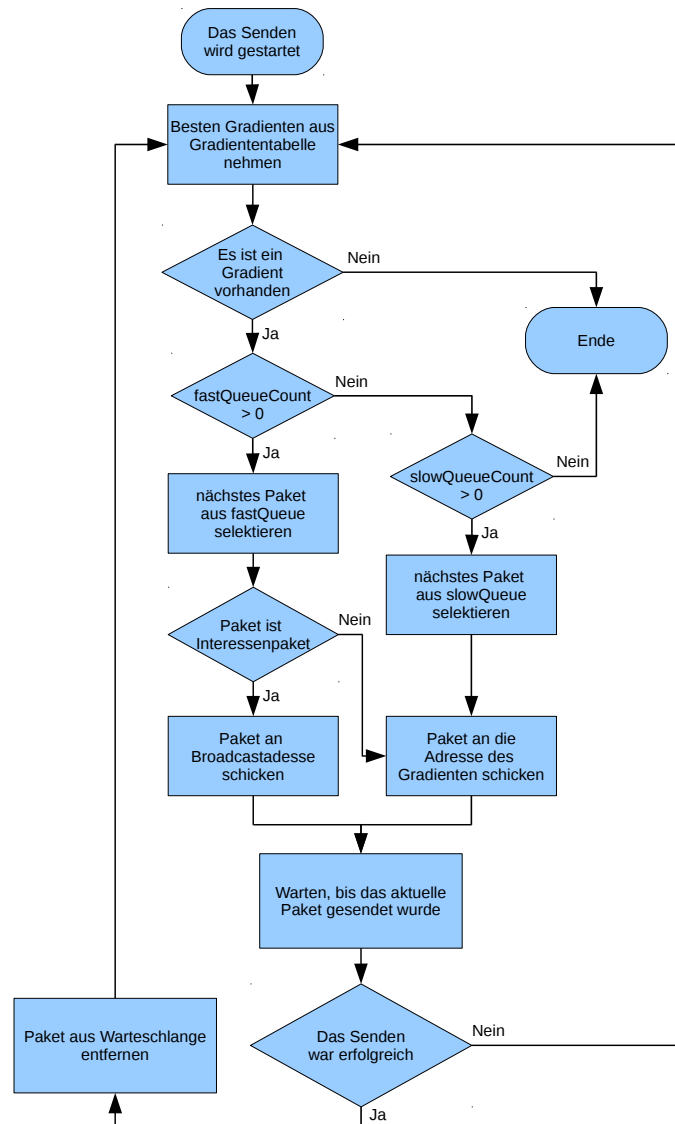 Das Senden
wird gestartet
Besten Gradienten aus
Gradiententabelle
nehmen
Es ist ein
Gradient
vorhanden
Nein
Ende
Ja
fastQueueCount
> 0
Nein
Ja
slowQueueCount
> 0
Nein
Ja
nächstes Paket
aus fastQueue
selektieren
nächstes Paket
aus slowQueue
selektieren
Paket ist
Interessenpaket
Nein
Ja
Paket an
Broadcastadesse
schicken
Paket an die
Adresse des
Gradienten schicken
Warten, bis das aktuelle
Paket gesendet wurde
Das Senden
war erfolgreich
Nein
Ja
Paket aus Warteschlange
entfernen